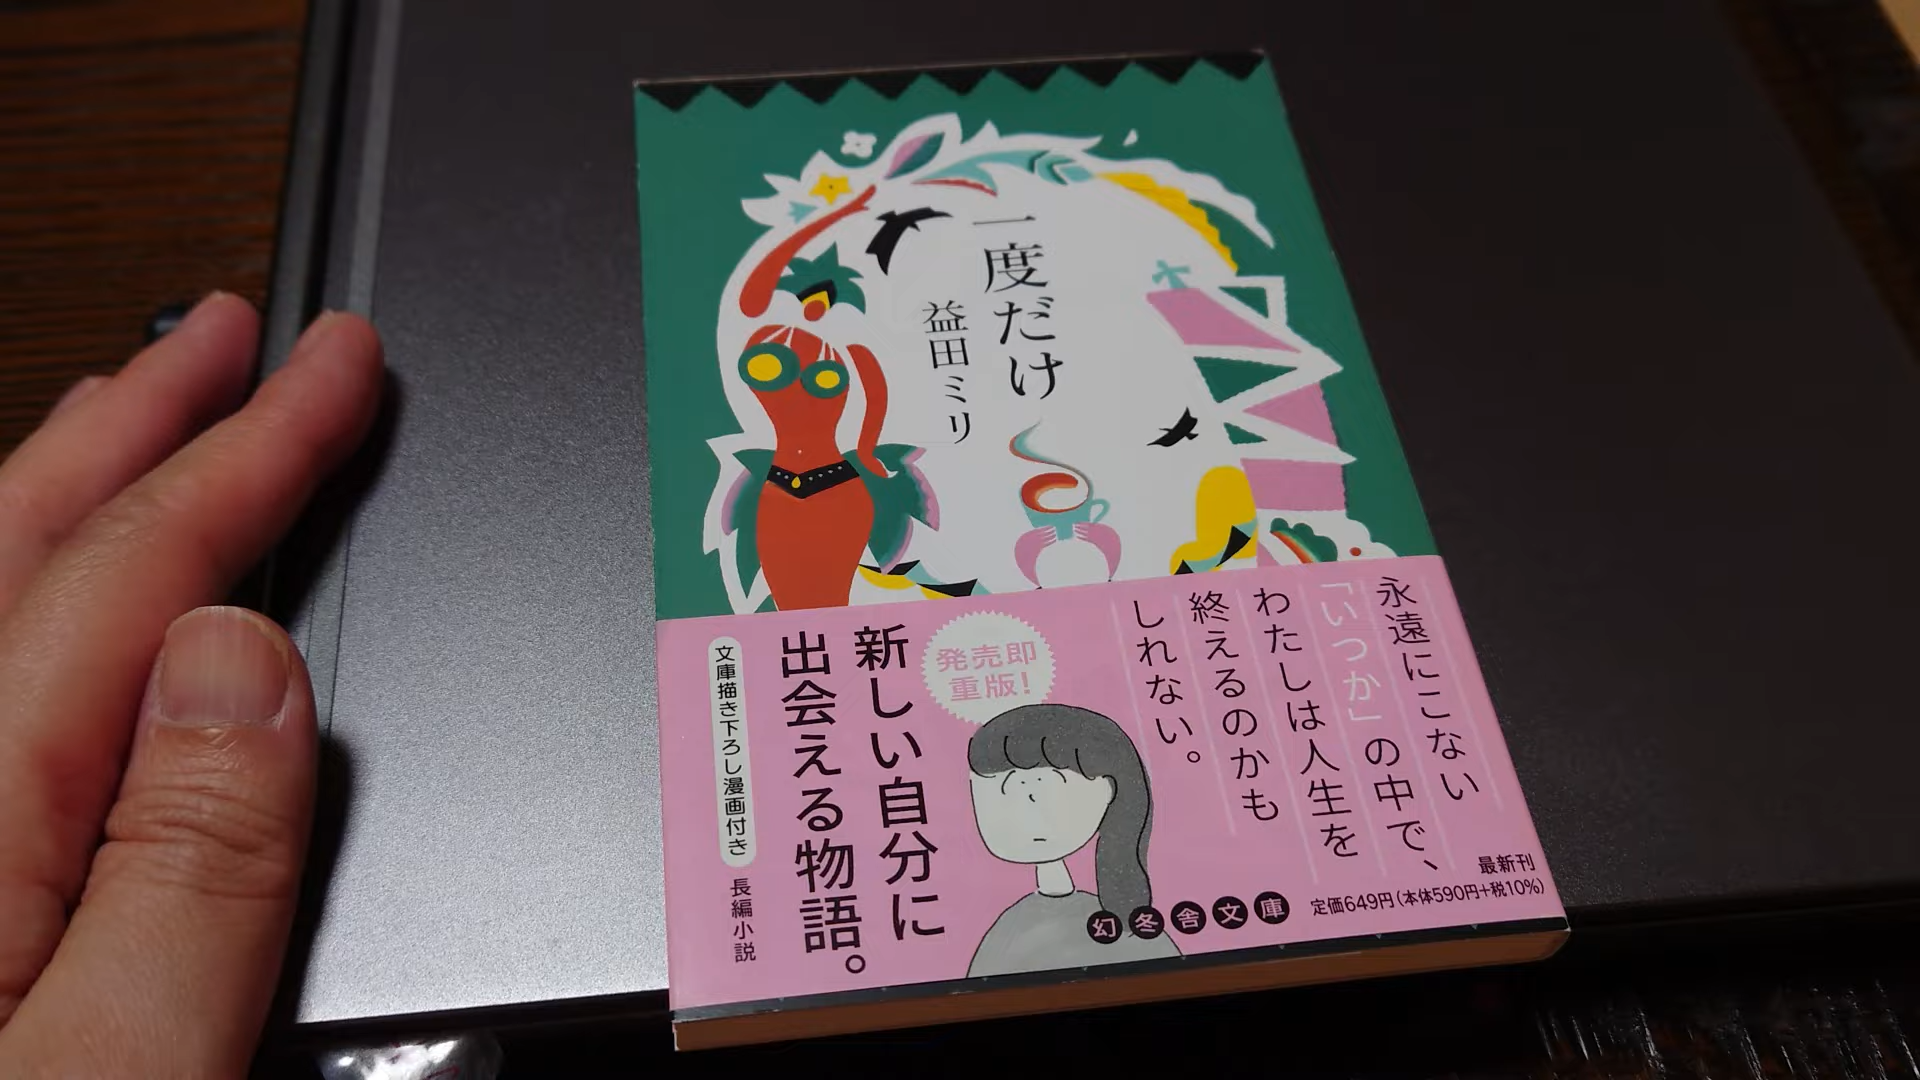 一度だけ
益田ミリ
永遠にこない
「いつか」の中で、
わたしは人生を
終えるのかも
しれない。
発売即
重版!
新しい自分に
出会える物語。
文庫描き下ろし漫画付き
長編小説
幻冬舎文庫
最新刊
定価649円(本体590円+税10%)